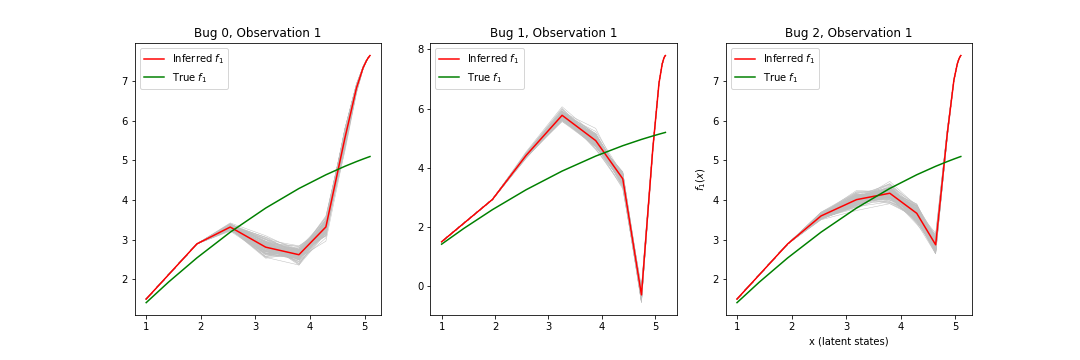 Bug 0, Observation 1
Inferred f₁
True f₁
7
6
5
4
3
2
1 2 3 4 5
Bug 1, Observation 1
Inferred f₁
True f₁
8
6
4
2
0
1 2 3 4 5
Bug 2, Observation 1
Inferred f₁
True f₁
f₁(x)
7
6
5
4
3
2
1 2 3 4 5
x (latent states)